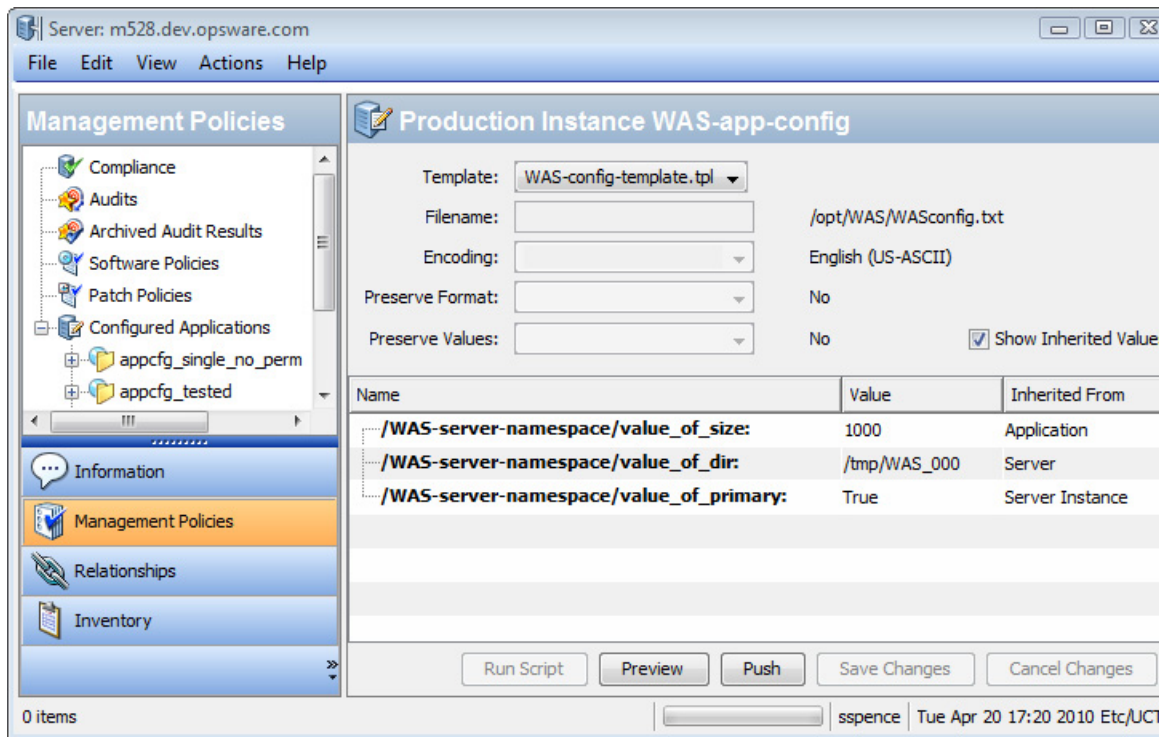 Server: m528.dev.opsware.com
File Edit View Actions Help
Management Policies
Compliance
Audits
Archived Audit Results
Software Policies
Patch Policies
Configured Applications
appcfg_single_no_perm
appcfg_tested
Information
Management Policies
Relationships
Inventory
Production Instance WAS-app-config
Template: WAS-config-template.tpl
Filename: /opt/WAS/WASconfig.txt
Encoding: English (US-ASCII)
Preserve Format: No
Preserve Values: No Show Inherited Value
Name Value Inherited From
/WAS-server-namespace/value_of_size: 1000 Application
/WAS-server-namespace/value_of_dir: /tmp/WAS_000 Server
/WAS-server-namespace/value_of_primary: True Server Instance
Run Script Preview Push Save Changes Cancel Changes
0 items sspence Tue Apr 20 17:20 2010 Etc/UCT